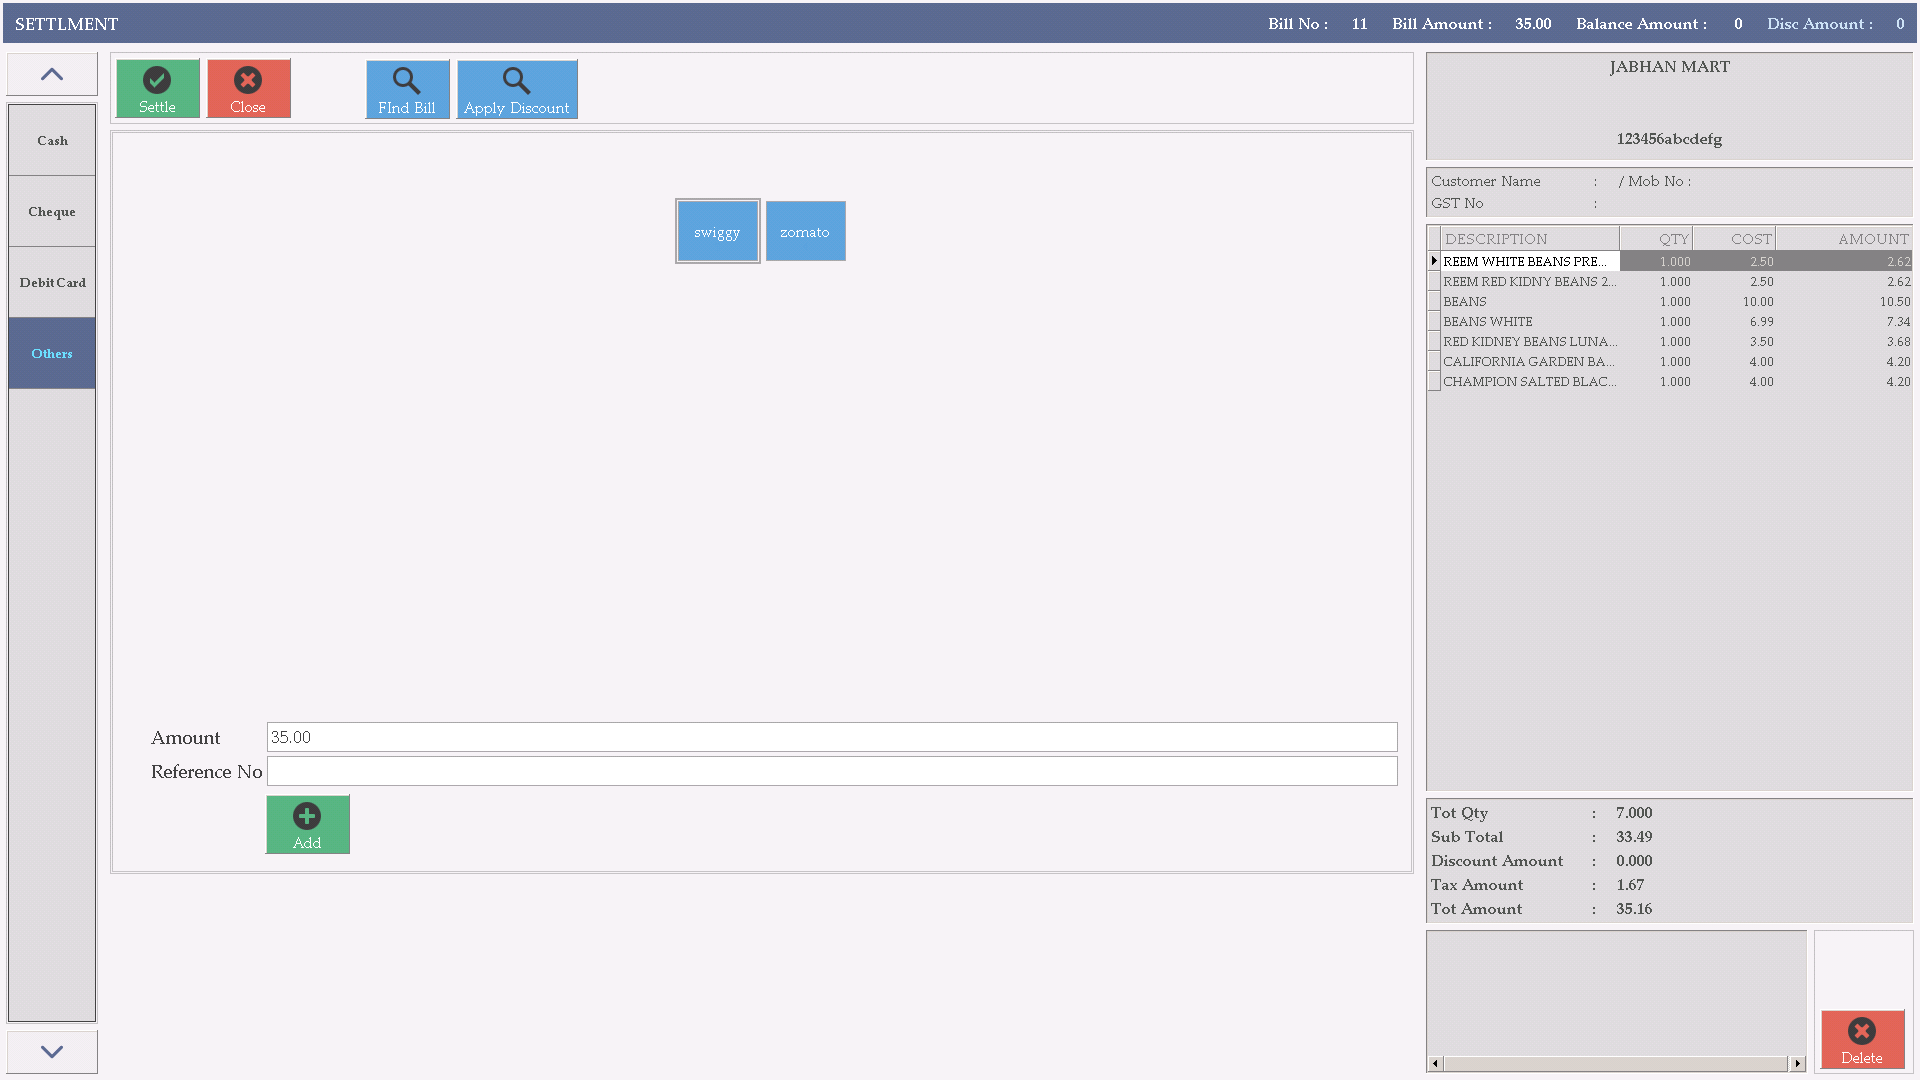 SETTLMENT
Bill No : 11 Bill Amount : 35.00 Balance Amount : 0 Disc Amount : 0
Settle
Close
FInd Bill
Apply Discount
Cash
Cheque
Debit Card
Others
swiggy
zomato
Amount 35.00
Reference No
Add
JABHAN MART
123456abcdefg
Customer Name : / Mob No :
GST No :
DESCRIPTION QTY COST AMOUNT
REEM WHITE BEANS PRE... 1.000 2.50 2.62
REEM RED KIDNY BEANS 2... 1.000 2.50 2.62
BEANS 1.000 10.00 10.50
BEANS WHITE 1.000 6.99 7.34
RED KIDNEY BEANS LUNA... 1.000 3.50 3.68
CALIFORNIA GARDEN BA... 1.000 4.00 4.20
CHAMPION SALTED BLAC... 1.000 4.00 4.20
Tot Qty : 7.000
Sub Total : 33.49
Discount Amount : 0.000
Tax Amount : 1.67
Tot Amount : 35.16
Delete